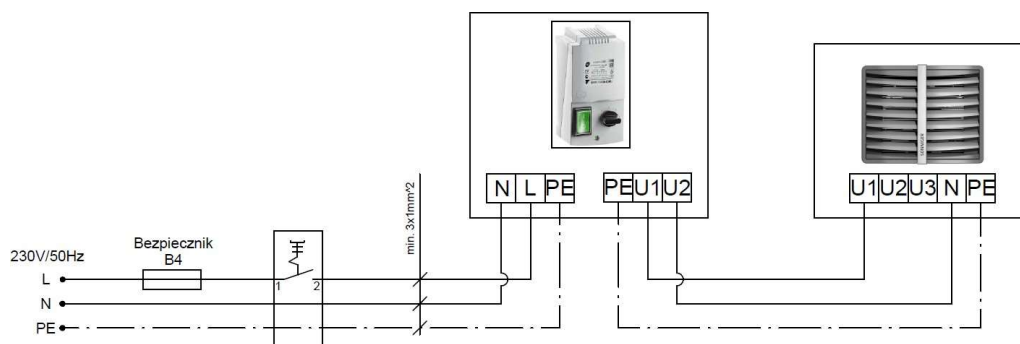 N L PE
PE U1 U2
U1 U2 U3 N PE
min. 3x1mm^2
230V/50Hz
Bezpiecznik
B4
L
1 2
N
PE